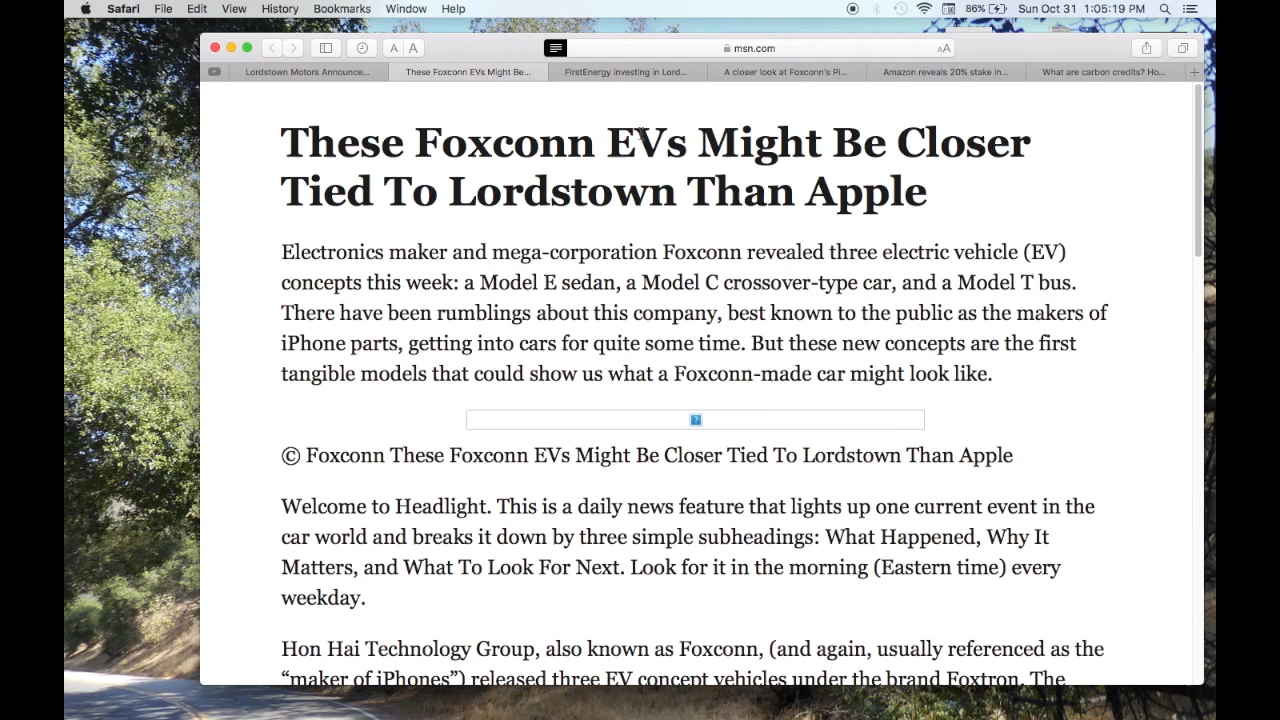 Safari File Edit View History Bookmarks Window Help 86% Sun Oct 31 1:05:19 PM
A A msn.com AA
Lordstown Motors Announce... These Foxconn EVs Might Be... FirstEnergy investing in Lord... A closer look at Foxconn's Pi... Amazon reveals 20% stake in... What are carbon credits? Ho... +
These Foxconn EVs Might Be Closer
Tied To Lordstown Than Apple
Electronics maker and mega-corporation Foxconn revealed three electric vehicle (EV)
concepts this week: a Model E sedan, a Model C crossover-type car, and a Model T bus.
There have been rumblings about this company, best known to the public as the makers of
iPhone parts, getting into cars for quite some time. But these new concepts are the first
tangible models that could show us what a Foxconn-made car might look like.
?
© Foxconn These Foxconn EVs Might Be Closer Tied To Lordstown Than Apple
Welcome to Headlight. This is a daily news feature that lights up one current event in the
car world and breaks it down by three simple subheadings: What Happened, Why It
Matters, and What To Look For Next. Look for it in the morning (Eastern time) every
weekday.
Hon Hai Technology Group, also known as Foxconn, (and again, usually referenced as the
“maker of iPhones”) released three EV concept vehicles under the brand Foxtron. The